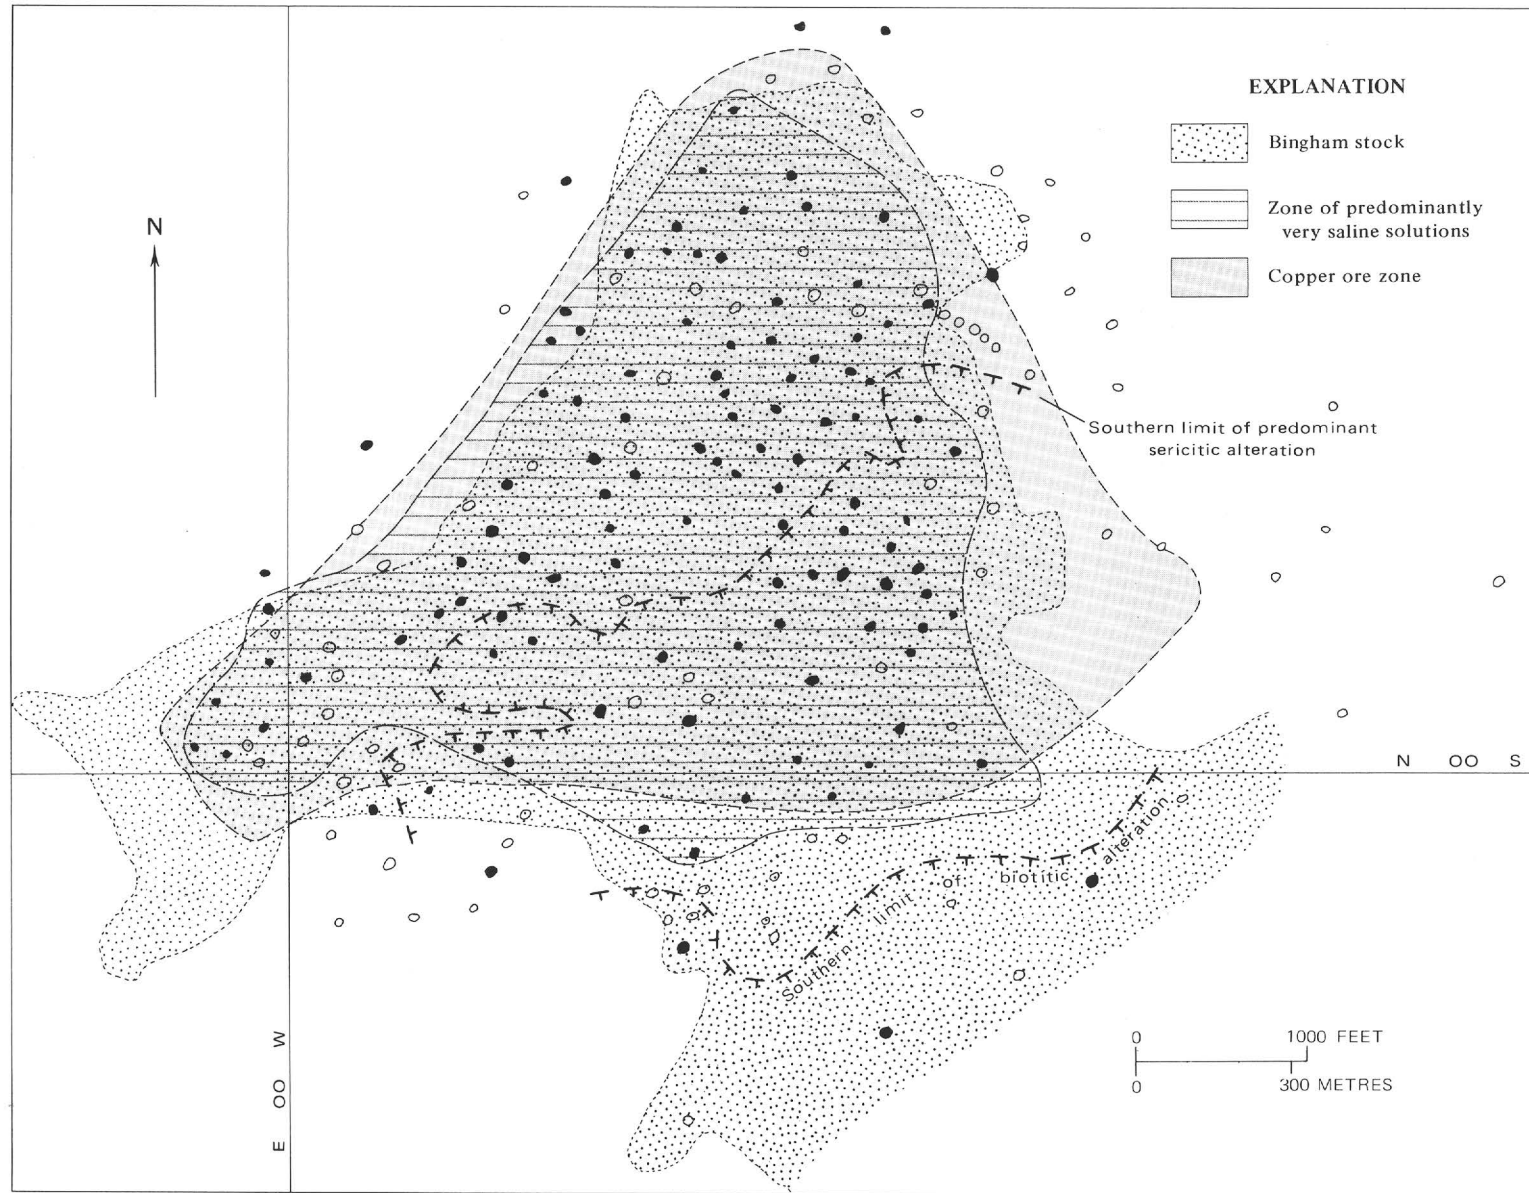 EXPLANATION
Bingham stock
Zone of predominantly
very saline solutions
Copper ore zone
N
Southern limit of predominant
sericitic alteration
N OO S
Southern limit of biotitic alteration
E OO W
0 1000 FEET
0 300 METRES